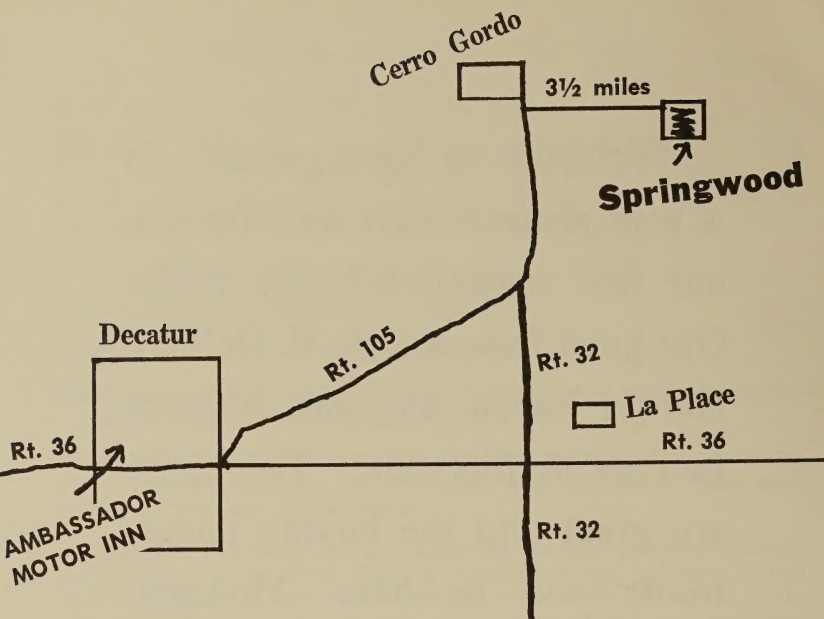 Cerro Gordo
3½ miles
Springwood
Decatur
Rt. 105
Rt. 32
La Place
Rt. 36
Rt. 36
AMBASSADOR
MOTOR INN
Rt. 32